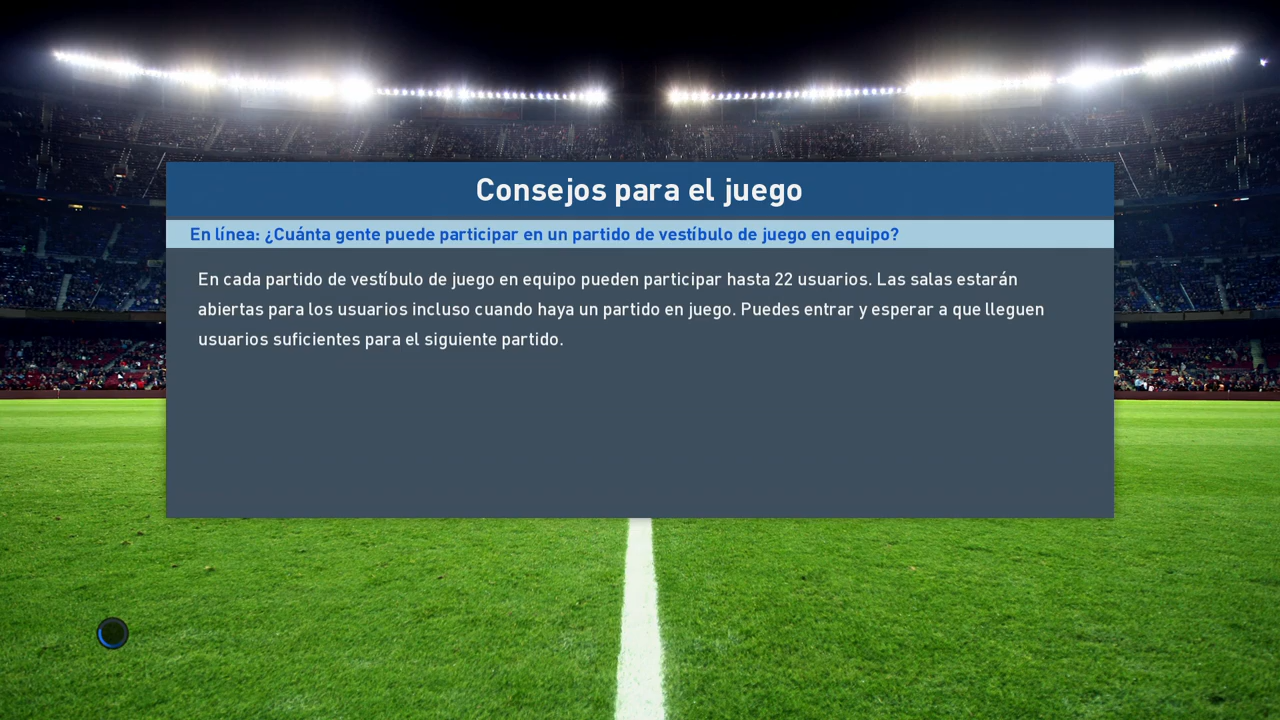 Consejos para el juego
En línea: ¿Cuánta gente puede participar en un partido de vestíbulo de juego en equipo?
En cada partido de vestíbulo de juego en equipo pueden participar hasta 22 usuarios. Las salas estarán
abiertas para los usuarios incluso cuando haya un partido en juego. Puedes entrar y esperar a que lleguen
usuarios suficientes para el siguiente partido.